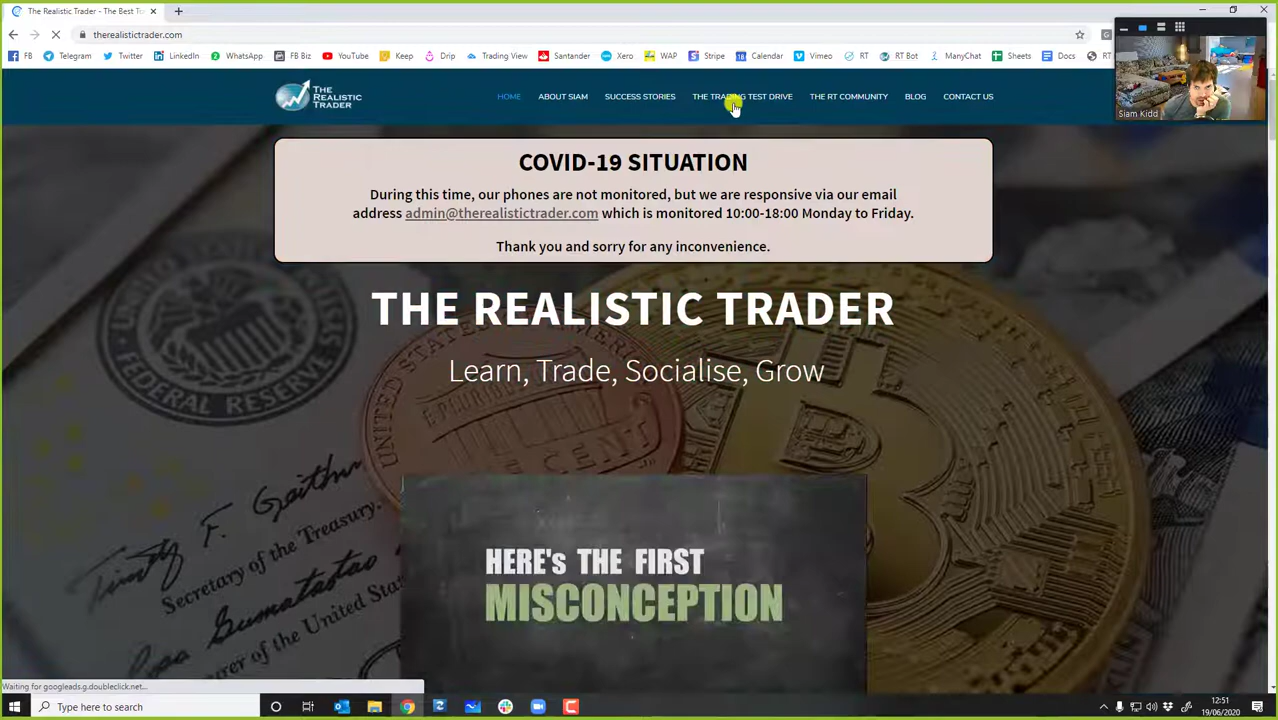 The Realistic Trader - The Best To
therealistictrader.com
FB
Telegram
Twitter
LinkedIn
WhatsApp
FB Biz
YouTube
Keep
Drip
Trading View
Santander
Xero
WAP
Stripe
Calendar
Vimeo
RT
RT Bot
ManyChat
Sheets
Docs
RT
Siam Kidd
THE REALISTIC TRADER
HOME
ABOUT SIAM
SUCCESS STORIES
THE TRADING TEST DRIVE
THE RT COMMUNITY
BLOG
CONTACT US
COVID-19 SITUATION
During this time, our phones are not monitored, but we are responsive via our email
address admin@therealistictrader.com which is monitored 10:00-18:00 Monday to Friday.
Thank you and sorry for any inconvenience.
THE REALISTIC TRADER
Learn, Trade, Socialise, Grow
HERE's THE FIRST
MISCONCEPTION
Secretary of the Treasury.
Waiting for googleads.g.doubleclick.net...
Type here to search
12:51
19/06/2020